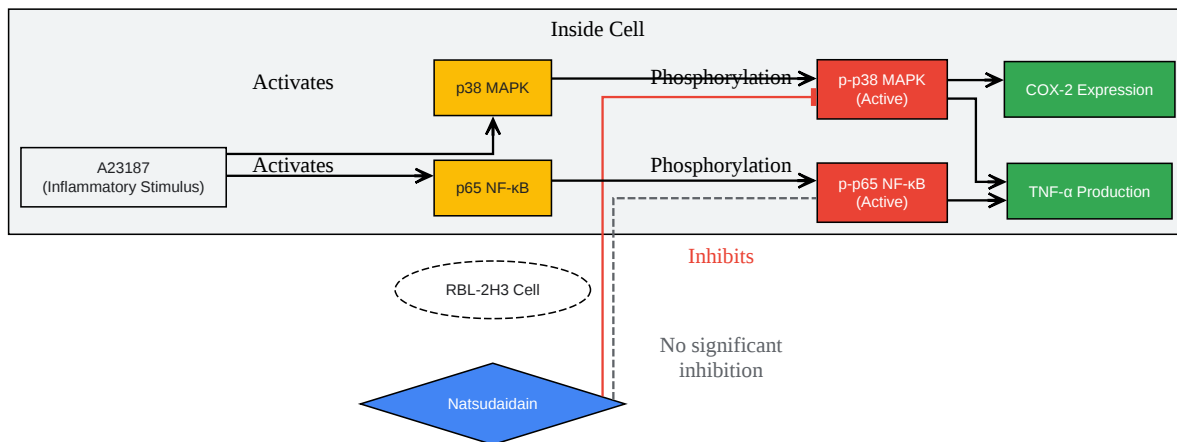 Inside Cell
Activates
p38 MAPK
Phosphorylation
p-p38 MAPK
(Active)
COX-2 Expression
A23187
(Inflammatory Stimulus)
Activates
p65 NF-κB
Phosphorylation
p-p65 NF-κB
(Active)
TNF-α Production
Inhibits
RBL-2H3 Cell
No significant
inhibition
Natsudaidain